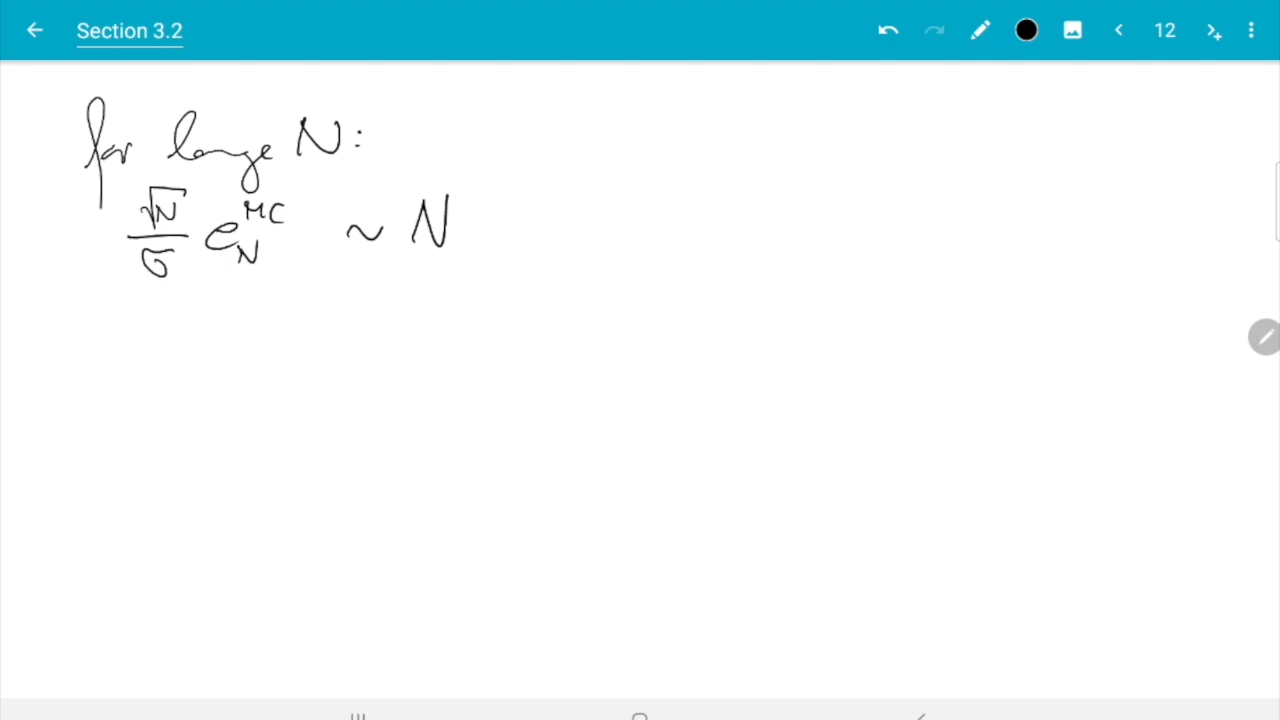 Section 3.2 12
for large N:
√N/σ e_N^MC ~ N